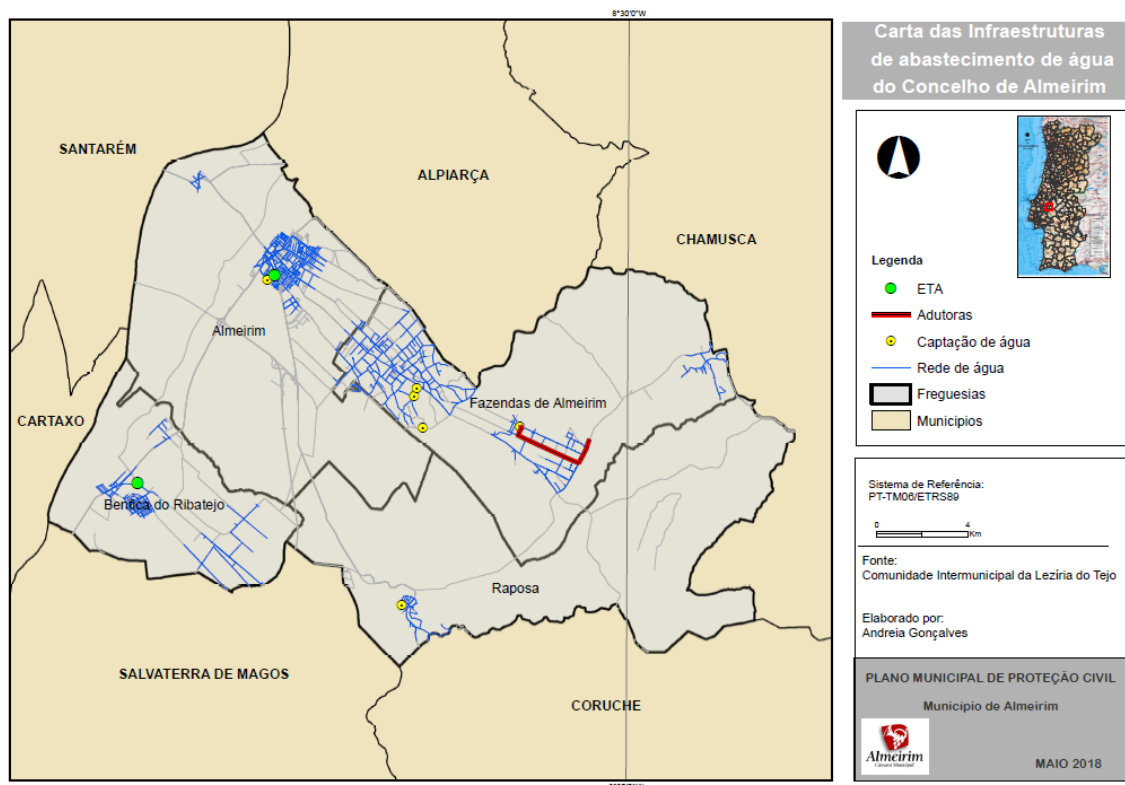 8°30'0"W
SANTARÉM
ALPIARÇA
CHAMUSCA
Almeirim
Fazendas de Almeirim
CARTAXO
Benfica do Ribatejo
Raposa
SALVATERRA DE MAGOS
CORUCHE
Carta das Infraestruturas
de abastecimento de água
do Concelho de Almeirim
Legenda
ETA
Adutoras
Captação de água
Rede de água
Freguesias
Municípios
Sistema de Referência:
PT-TM06/ETRS89
0 4
Km
Fonte:
Comunidade Intermunicipal da Lezíria do Tejo
Elaborado por:
Andreia Gonçalves
PLANO MUNICIPAL DE PROTEÇÃO CIVIL
Município de Almeirim
Almeirim
Câmara Municipal
MAIO 2018